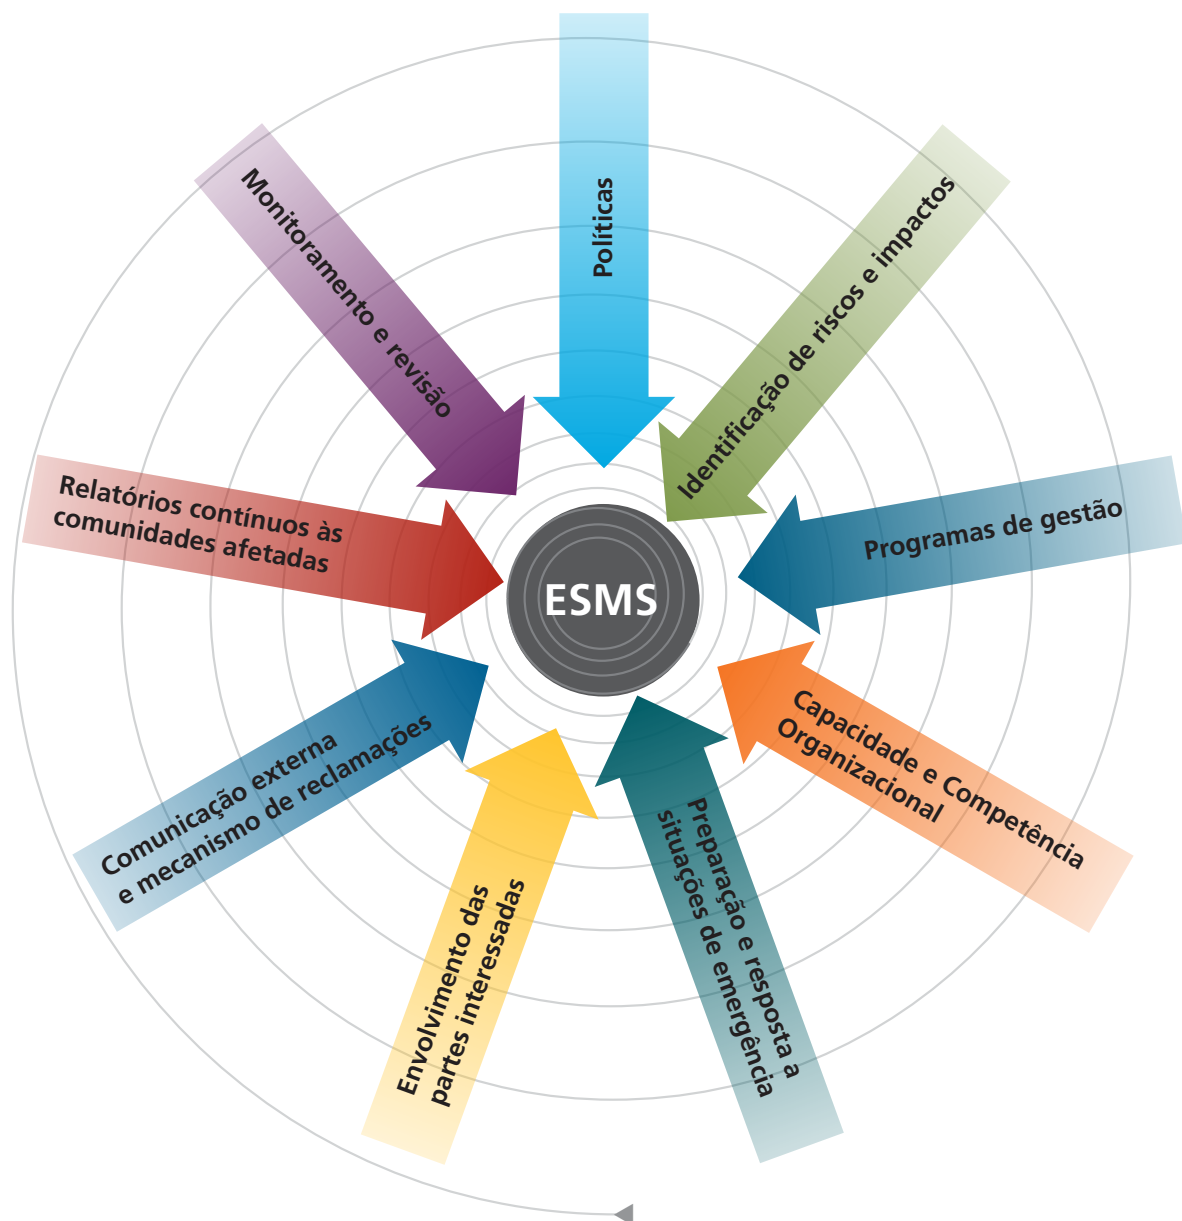 Políticas
Identificação de riscos e impactos
Programas de gestão
Capacidade e Competência
Organizacional
Preparação e resposta a
situações de emergência
Envolvimento das
partes interessadas
Comunicação externa
e mecanismo de reclamações
Relatórios contínuos às
comunidades afetadas
Monitoramento e revisão
ESMS